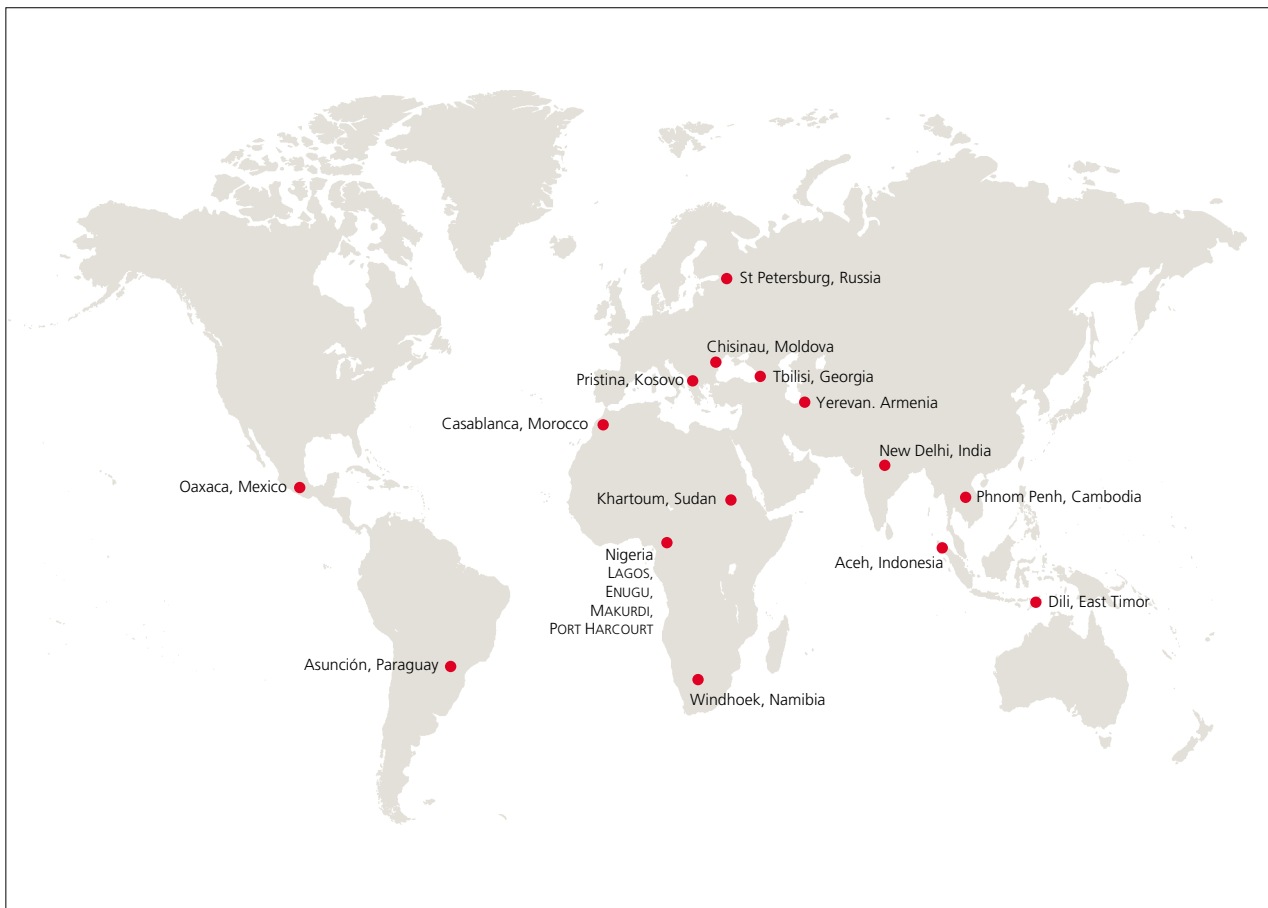 St Petersburg, Russia
Chisinau, Moldova
Pristina, Kosovo
Tbilisi, Georgia
Yerevan. Armenia
Casablanca, Morocco
New Delhi, India
Oaxaca, Mexico
Khartoum, Sudan
Phnom Penh, Cambodia
Nigeria
LAGOS,
ENUGU,
MAKURDI,
PORT HARCOURT
Aceh, Indonesia
Dili, East Timor
Asunción, Paraguay
Windhoek, Namibia